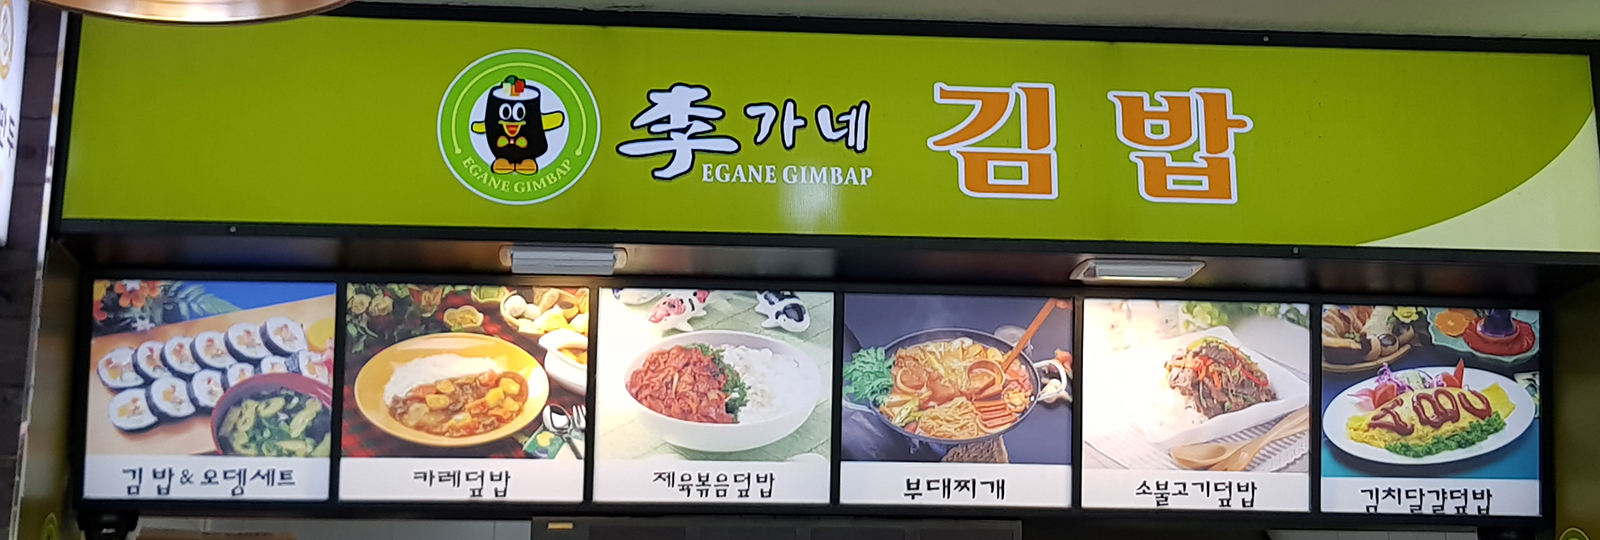 EGANE GIMBAP
李가네 김밥
EGANE GIMBAP
김밥&오뎅세트
카레덮밥
제육볶음덮밥
부대찌개
소불고기덮밥
김치달걀덮밥